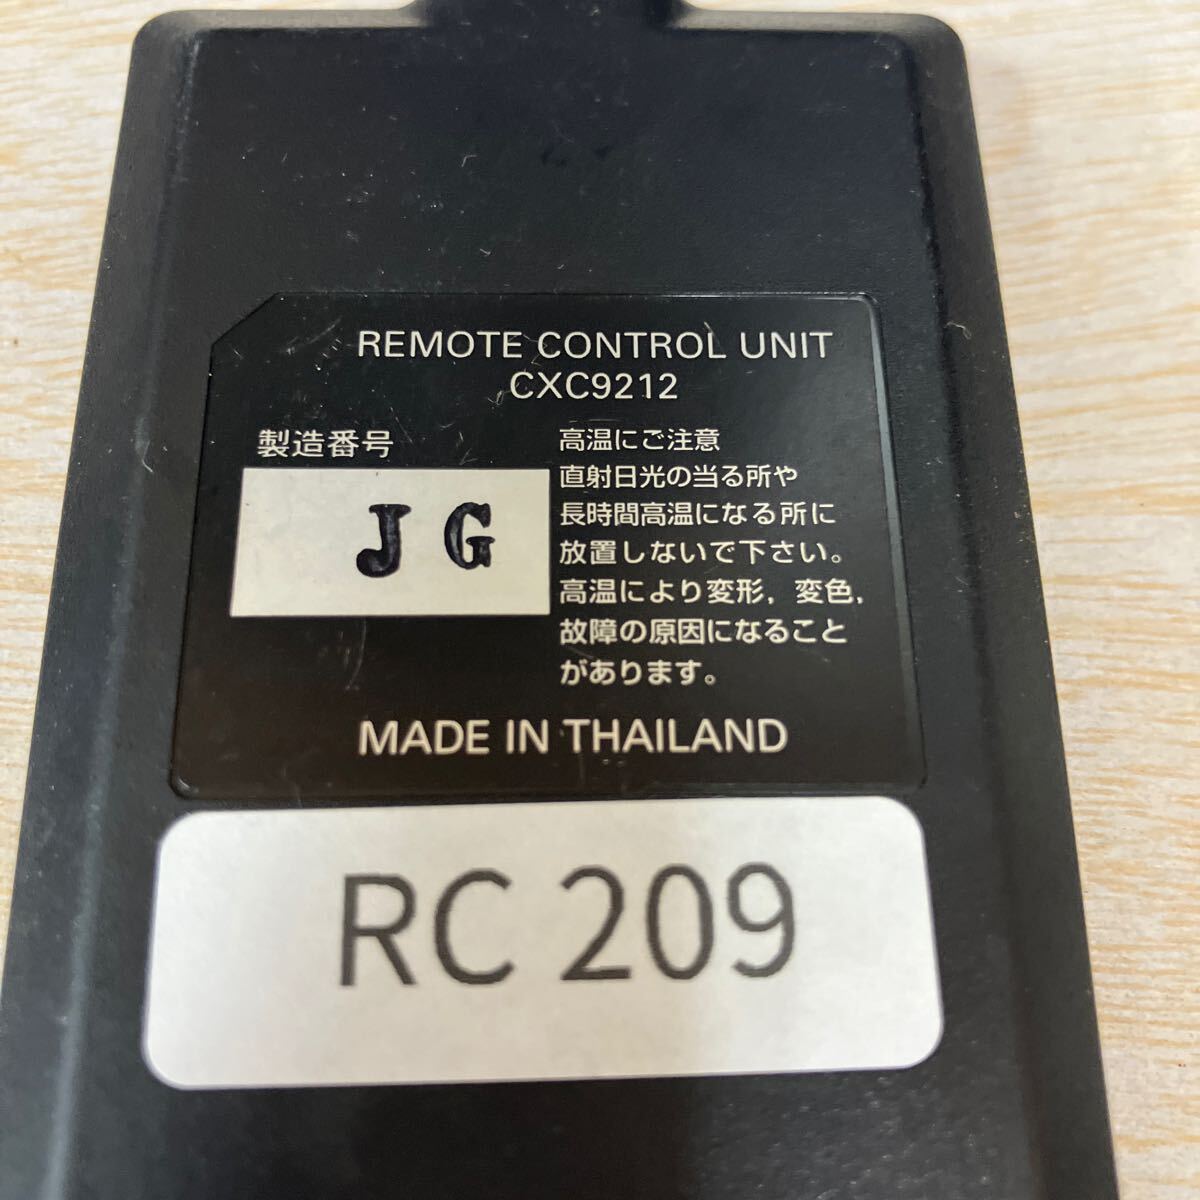 REMOTE CONTROL UNIT
CXC9212
製造番号
J G
高温にご注意
直射日光の当る所や
長時間高温になる所に
放置しないで下さい。
高温により変形, 変色,
故障の原因になること
があります。
MADE IN THAILAND
RC 209